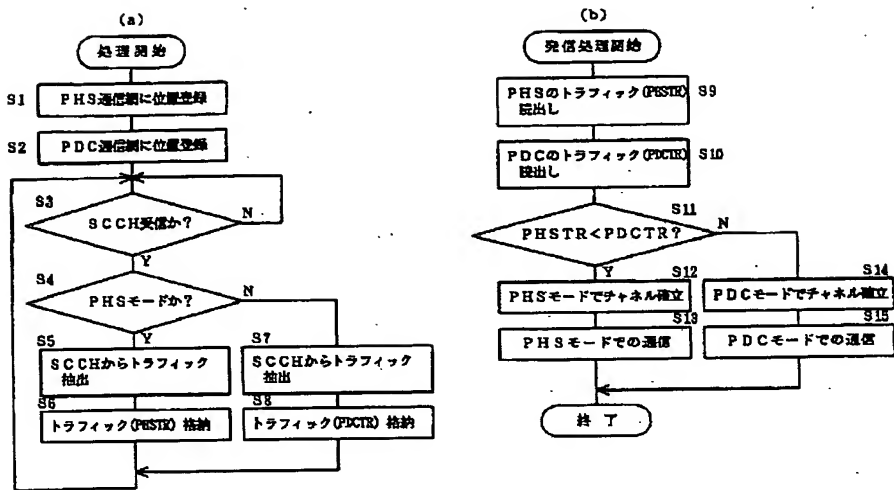 (a)
処理開始
S1
PHS通信網に位置登録
S2
PDC通信網に位置登録
S3
SCCH受信か?
N
Y
S4
PHSモードか?
N
Y
S5
SCCHからトラフィック
抽出
S7
SCCHからトラフィック
抽出
S6
トラフィック(PHSTR)格納
S8
トラフィック(PDCTR)格納
(b)
発信処理開始
PHSのトラフィック(PHSTR)
読出し
S9
PDCのトラフィック(PDCTR)
読出し
S10
S11
PHSTR<PDCTR?
N
Y
S12
PHSモードでチャネル確立
S14
PDCモードでチャネル確立
S13
PHSモードでの通信
S15
PDCモードでの通信
終了